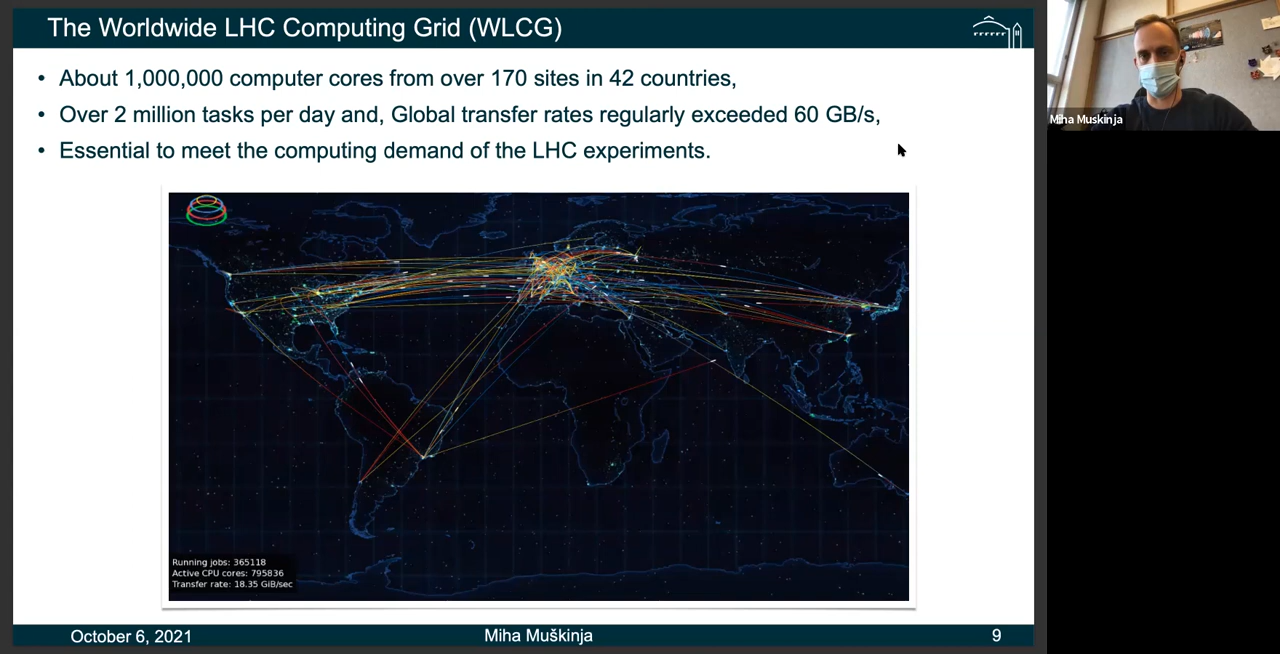 The Worldwide LHC Computing Grid (WLCG)
• About 1,000,000 computer cores from over 170 sites in 42 countries,
• Over 2 million tasks per day and, Global transfer rates regularly exceeded 60 GB/s,
• Essential to meet the computing demand of the LHC experiments.
Running jobs: 365118
Active CPU cores: 795836
Transfer rate: 18.35 GiB/sec
October 6, 2021
Miha Muškinja
9
Miha Muskinja